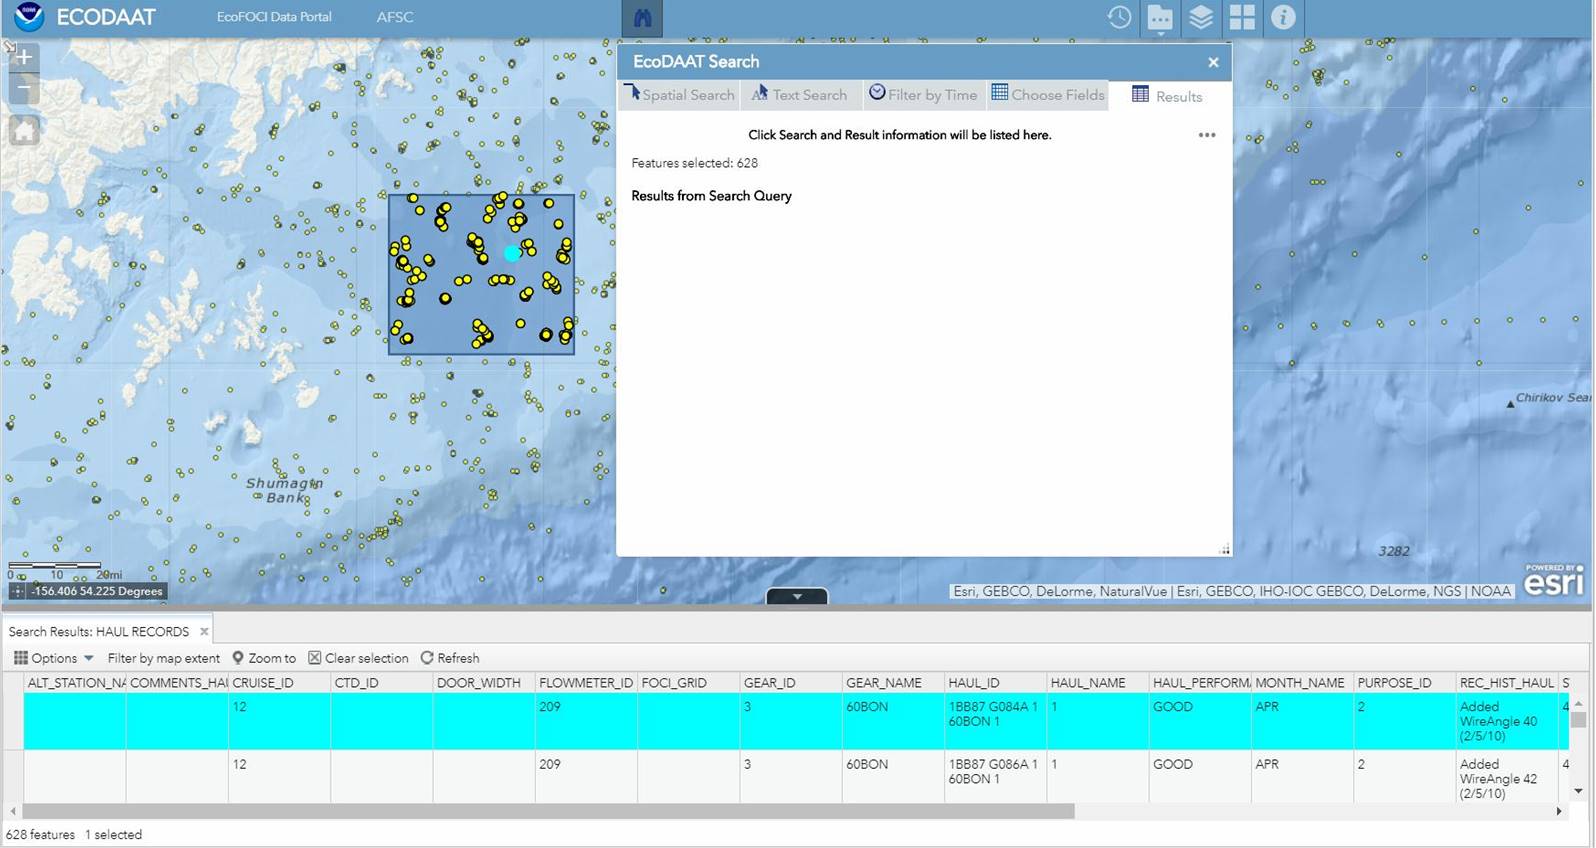 NOAA
ECODAAT
EcoFOCI Data Portal
AFSC
EcoDAAT Search
Spatial Search
Text Search
Filter by Time
Choose Fields
Results
Click Search and Result information will be listed here.
Features selected: 628
Results from Search Query
Chirikov Sea
Shumagin
Bank
3282
0 10 20mi
-156.406 54.225 Degrees
POWERED BY
esri
Esri, GEBCO, DeLorme, NaturalVue | Esri, GEBCO, IHO-IOC GEBCO, DeLorme, NGS | NOAA
Search Results: HAUL RECORDS
Options Filter by map extent Zoom to Clear selection Refresh
ALT_STATION_NA COMMENTS_HAU CRUISE_ID CTD_ID DOOR_WIDTH FLOWMETER_ID FOCI_GRID GEAR_ID GEAR_NAME HAUL_ID HAUL_NAME HAUL_PERFORMA MONTH_NAME PURPOSE_ID REC_HIST_HAUL S
12 209 3 60BON 1BB87 G084A 1 1 GOOD APR 2 Added 4
60BON 1 WireAngle 40
(2/5/10)
12 209 3 60BON 1BB87 G086A 1 1 GOOD APR 2 Added 4
60BON 1 WireAngle 42
(2/5/10)
628 features 1 selected